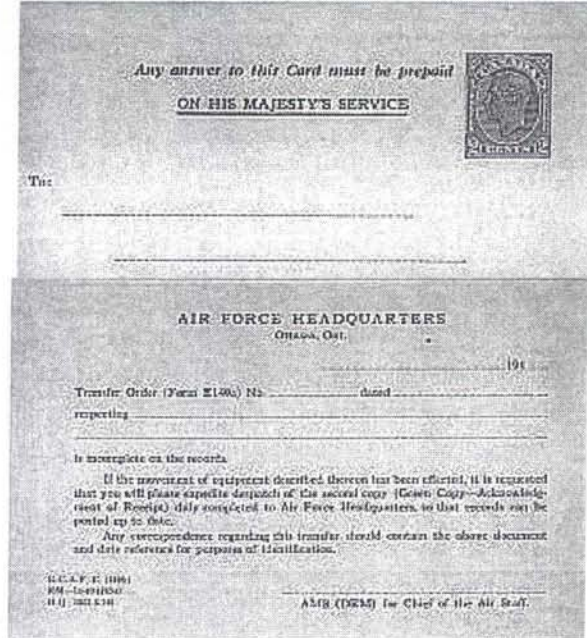 Any answer to this Card must be prepaid
ON HIS MAJESTY'S SERVICE
To:
AIR FORCE HEADQUARTERS
Ottawa, Ont.
194
Transfer Order (Form E140a) No. dated
respecting
is incomplete on the records.
If the movement of equipment described thereon has been effected, it is requested
that you will please expedite despatch of the second copy (Green Copy—Acknowledg-
ment of Receipt) duly completed to Air Force Headquarters, so that records can be
posted up to date.
Any correspondence regarding this transfer should contain the above document
and date reference for purposes of identification.
R.C.A.F. E.
H.Q.
AMB (DEM) for Chief of the Air Staff.